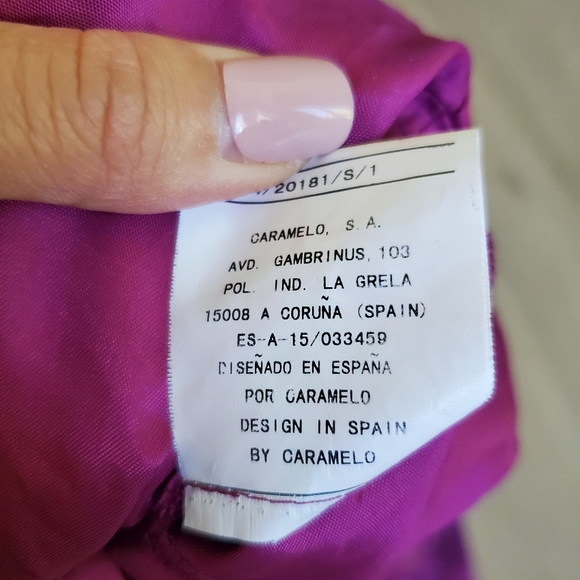 /20181/S/1
CARAMELO, S.A.
AVD. GAMBRINUS, 103
POL. IND. LA GRELA
15008 A CORUÑA (SPAIN)
ES-A-15/033459
DISEÑADO EN ESPAÑA
POR CARAMELO
DESIGN IN SPAIN
BY CARAMELO